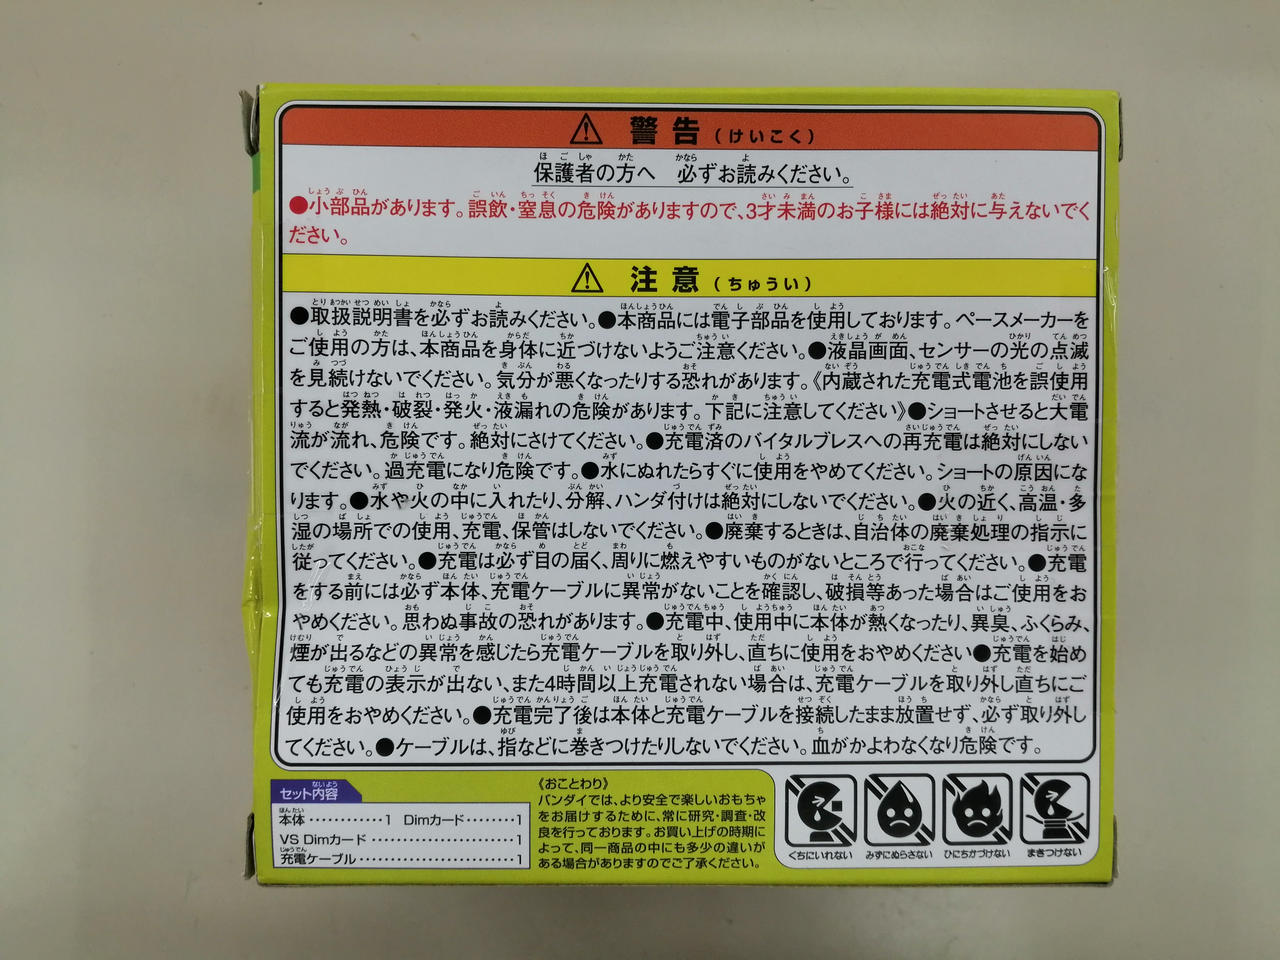 警告(けいこく)
保護者の方へ 必ずお読みください。
●小部品があります。誤飲・窒息の危険がありますので、3才未満のお子様には絶対に与えないでく
ださい。
注意(ちゅうい)
●取扱説明書を必ずお読みください。●本商品には電子部品を使用しております。ペースメーカーを
ご使用の方は、本商品を身体に近づけないようご注意ください。●液晶画面、センサーの光の点滅
を見続けないでください。気分が悪くなったりする恐れがあります。《内蔵された充電式電池を誤使用
すると発熱・破裂・発火・液漏れの危険があります。下記に注意してください》●ショートさせると大電
流が流れ、危険です。絶対にさけてください。●充電済のバイタルブレスへの再充電は絶対にしない
でください。過充電になり危険です。●水にぬれたらすぐに使用をやめてください。ショートの原因にな
ります。●水や火の中に入れたり、分解、ハンダ付けは絶対にしないでください。●火の近く、高温・多
湿の場所での使用、充電、保管はしないでください。●廃棄するときは、自治体の廃棄処理の指示に
従ってください。●充電は必ず目の届く、周りに燃えやすいものがないところで行ってください。●充電
をする前には必ず本体、充電ケーブルに異常がないことを確認し、破損等あった場合はご使用をお
やめください。思わぬ事故の恐れがあります。●充電中、使用中に本体が熱くなったり、異臭、ふくらみ、
煙が出るなどの異常を感じたら充電ケーブルを取り外し、直ちに使用をおやめください●充電を始め
ても充電の表示が出ない、また4時間以上充電されない場合は、充電ケーブルを取り外し直ちにご
使用をおやめください。●充電完了後は本体と充電ケーブルを接続したまま放置せず、必ず取り外し
てください。●ケーブルは、指などに巻きつけたりしないでください。血がかよわなくなり危険です。
セット内容
本体・・・・・・・・・・・・1 Dimカード・・・・・・・・1
VS Dimカード・・・・・・・・・・・・・・・・・・・・・・・・1
充電ケーブル・・・・・・・・・・・・・・・・・・・・・・・・・1
《おことわり》
バンダイでは、より安全で楽しいおもちゃ
をお届けするために、常に研究・調査・改
良を行っております。お買い上げの時期に
よって、同一商品の中にも多少の違いが
ある場合がありますのでご了承ください。
くちにいれない みずにぬらさない ひにちかづけない まきつけない